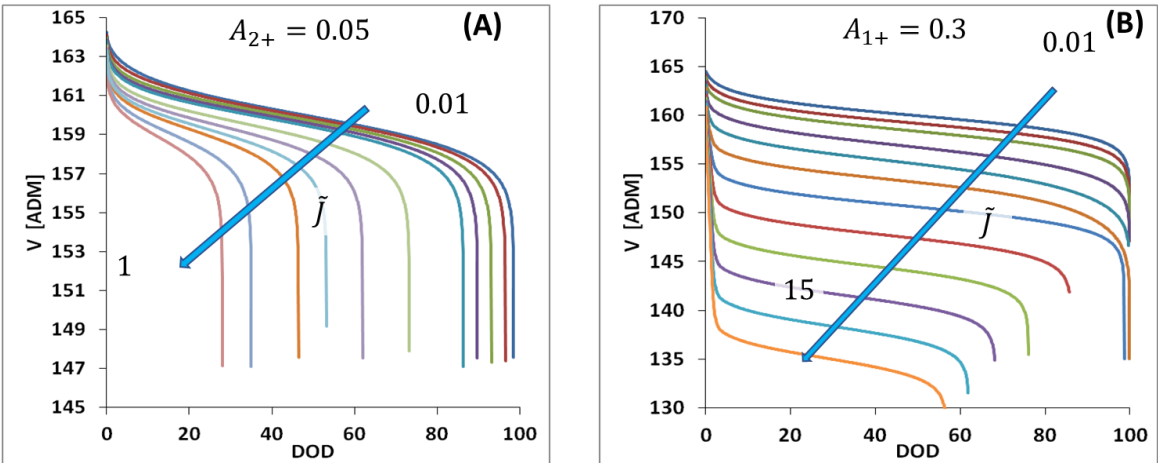 (A)
A₂₊ = 0.05
0.01
J̃
1
V [ADM]
165
163
161
159
157
155
153
151
149
147
145
0 20 40 60 80 100
DOD
(B)
A₁₊ = 0.3
0.01
J̃
15
V [ADM]
170
165
160
155
150
145
140
135
130
0 20 40 60 80 100
DOD